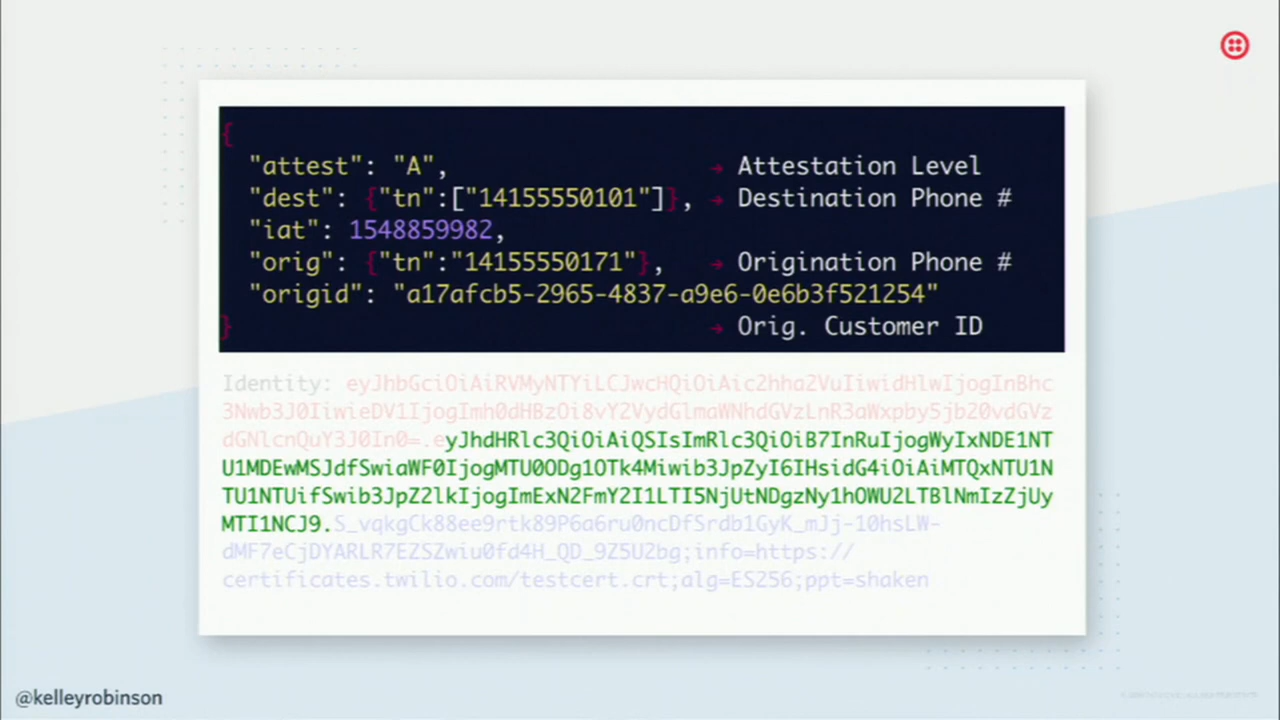 {
"attest": "A", → Attestation Level
"dest": {"tn":["14155550101"]}, → Destination Phone #
"iat": 1548859982,
"orig": {"tn":"14155550171"}, → Origination Phone #
"origid": "a17afcb5-2965-4837-a9e6-0e6b3f521254"
} → Orig. Customer ID
Identity: eyJhbGciOiAiRVMyNTYiLCJwcHQiOiAic2hha2VuIiwidHlwIjogInBhc
3Nwb3J0IiwieDV1IjogImh0dHBzOi8vY2VydGlmaWNhdGVzLnR3aWxpby5jb20vdGVz
dGNlcnQuY3J0In0=.eyJhdHRlc3QiOiAiQSIsImRlc3QiOiB7InRuIjogWyIxNDE1NT
U1MDEwMSJdfSwiaWF0IjogMTU0ODg1OTk4Miwib3JpZyI6IHsidG4iOiAiMTQxNTU1N
TU1NTUifSwib3JpZ2lkIjogImExN2FmY2I1LTI5NjUtNDgzNy1hOWU2LTBlNmIzZjUy
MTI1NCJ9.S_vqkgCk88ee9rtk89P6a6ru0ncDfSrdb1GyK_mJj-10hsLW-
dMF7eCjDYARLR7EZSZwiu0fd4H_QD_9Z5U2bg;info=https://
certificates.twilio.com/testcert.crt;alg=ES256;ppt=shaken
@kelleyrobinson